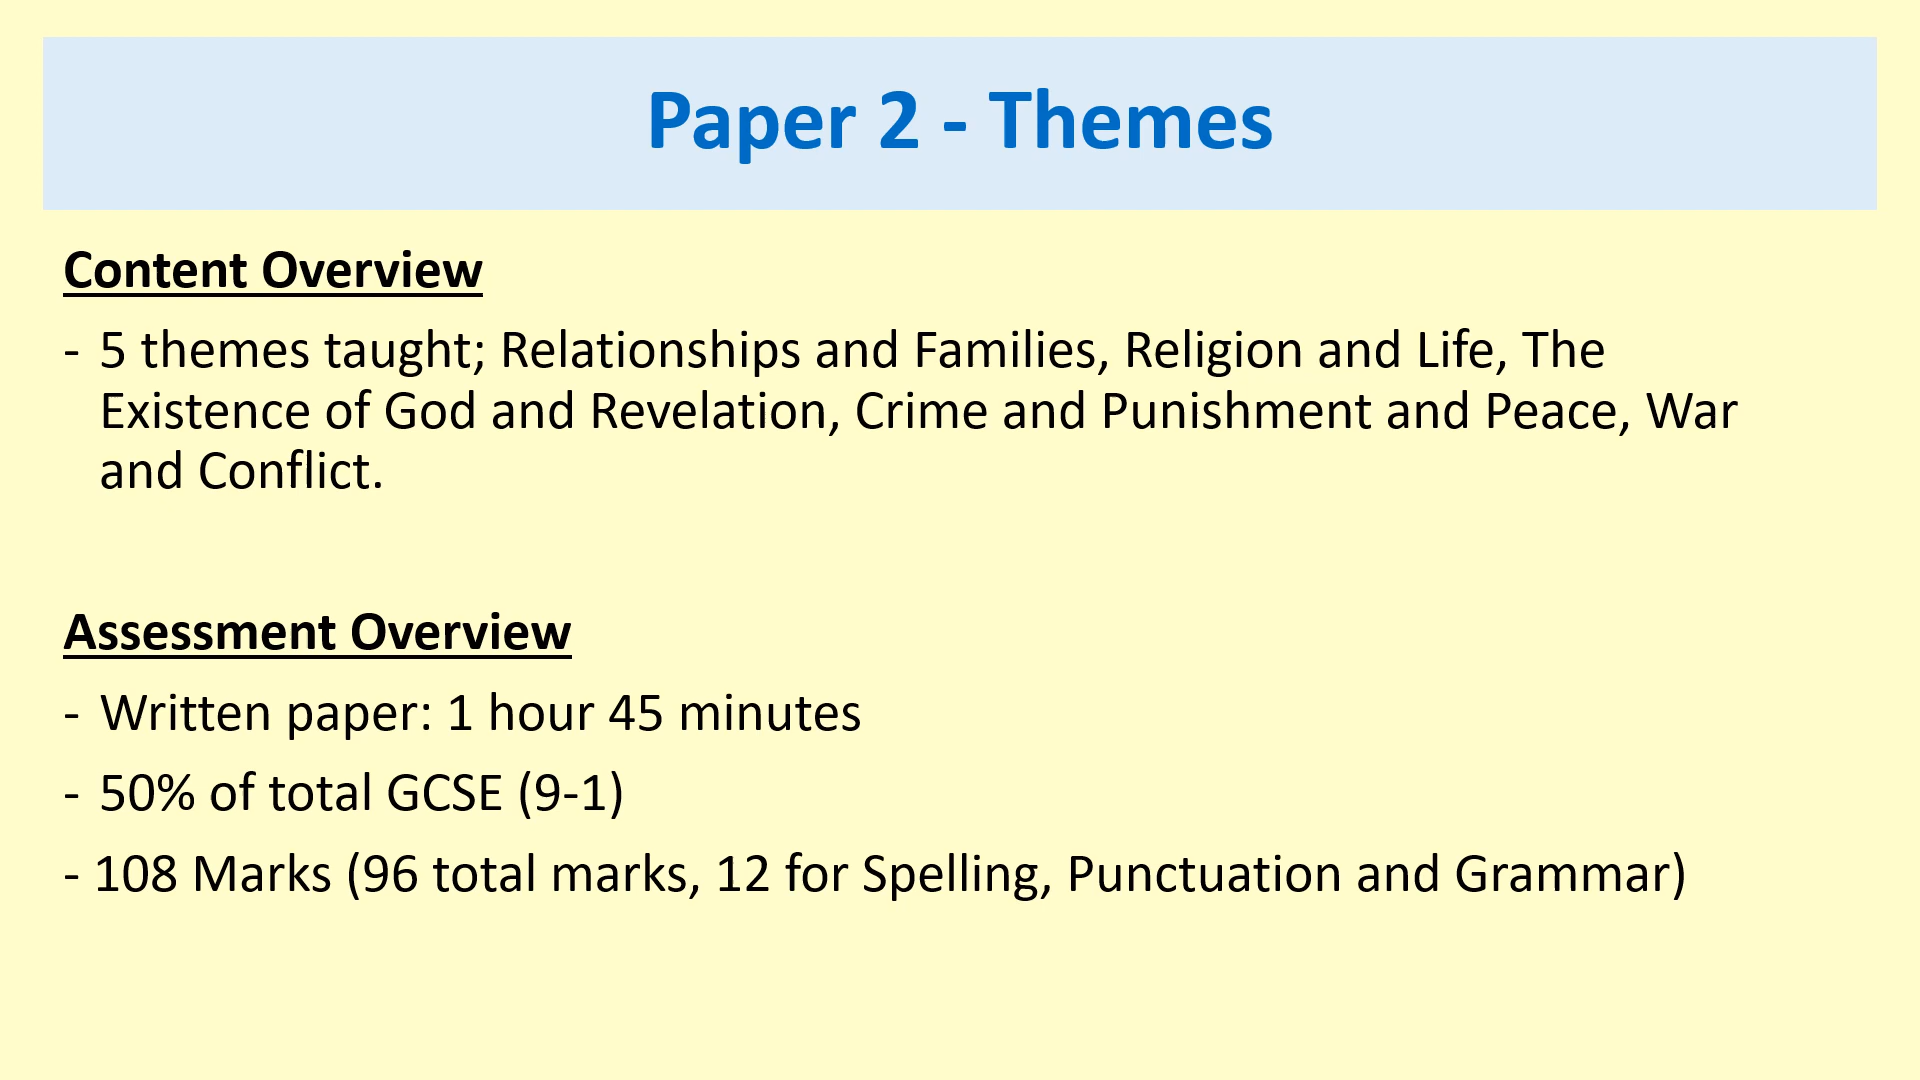 Paper 2 - Themes
Content Overview
- 5 themes taught; Relationships and Families, Religion and Life, The
Existence of God and Revelation, Crime and Punishment and Peace, War
and Conflict.
Assessment Overview
- Written paper: 1 hour 45 minutes
- 50% of total GCSE (9-1)
- 108 Marks (96 total marks, 12 for Spelling, Punctuation and Grammar)